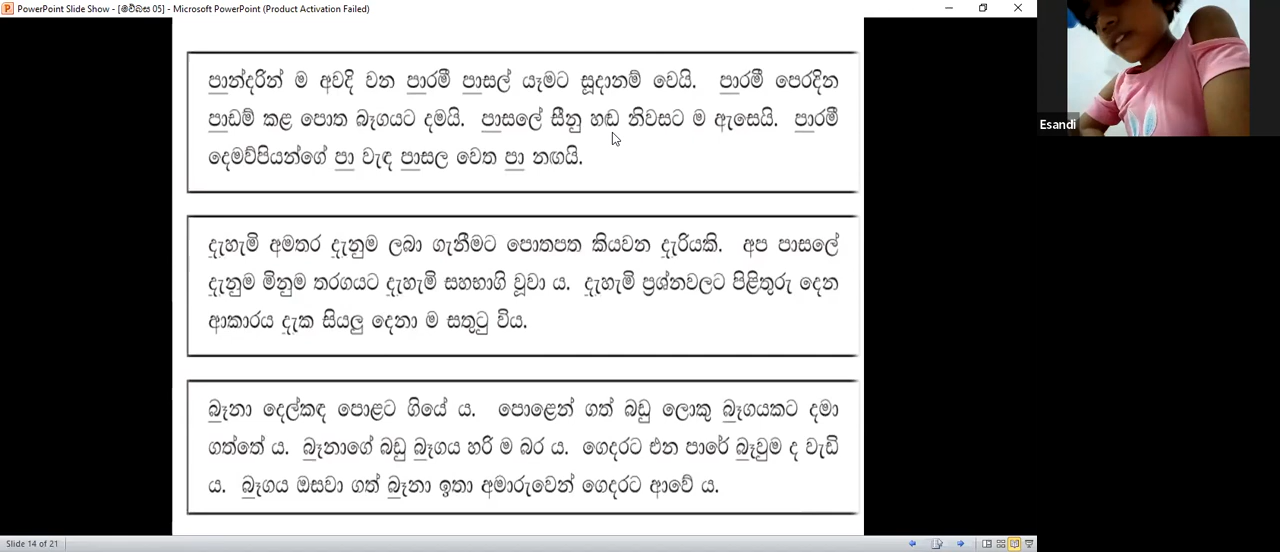 PowerPoint Slide Show - [මව්බස 05] - Microsoft PowerPoint (Product Activation Failed)
පාන්දරින් ම අවදි වන පාරමී පාසල් යෑමට සූදානම් වෙයි. පාරමී පෙරදින
පාඩම් කළ පොත බෑගයට දමයි. පාසලේ සීනු හඬ නිවසට ම ඇසෙයි. පාරමී
දෙමව්පියන්ගේ පා වැඳ පාසල වෙත පා නඟයි.
දැහැමි අමතර දැනුම ලබා ගැනීමට පොතපත කියවන දැරියකි. අප පාසලේ
දැනුම මිනුම තරගයට දැහැමි සහභාගි වූවා ය. දැහැමි ප්‍රශ්නවලට පිළිතුරු දෙන
ආකාරය දැක සියලු දෙනා ම සතුටු විය.
බෑනා දෙල්කඳ පොළට ගියේ ය. පොළෙන් ගත් බඩු ලොකු බෑගයකට දමා
ගත්තේ ය. බෑනාගේ බඩු බෑගය හරි ම බර ය. ගෙදරට එන පාරේ බෑවුම ද වැඩි
ය. බෑගය ඔසවා ගත් බෑනා ඉතා අමාරුවෙන් ගෙදරට ආවේ ය.
Esandi
Slide 14 of 21